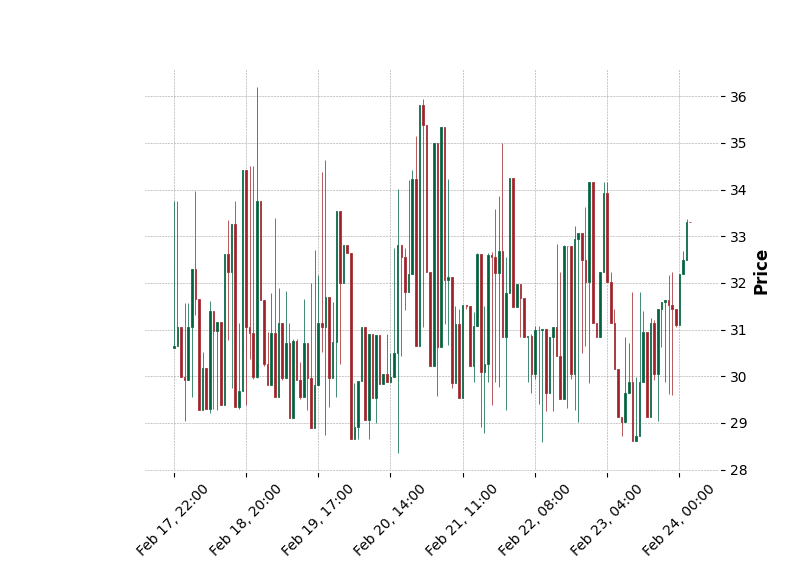 36
35
34
33
32
31
30
29
28
Price
Feb 17, 22:00
Feb 18, 20:00
Feb 19, 17:00
Feb 20, 14:00
Feb 21, 11:00
Feb 22, 08:00
Feb 23, 04:00
Feb 24, 00:00